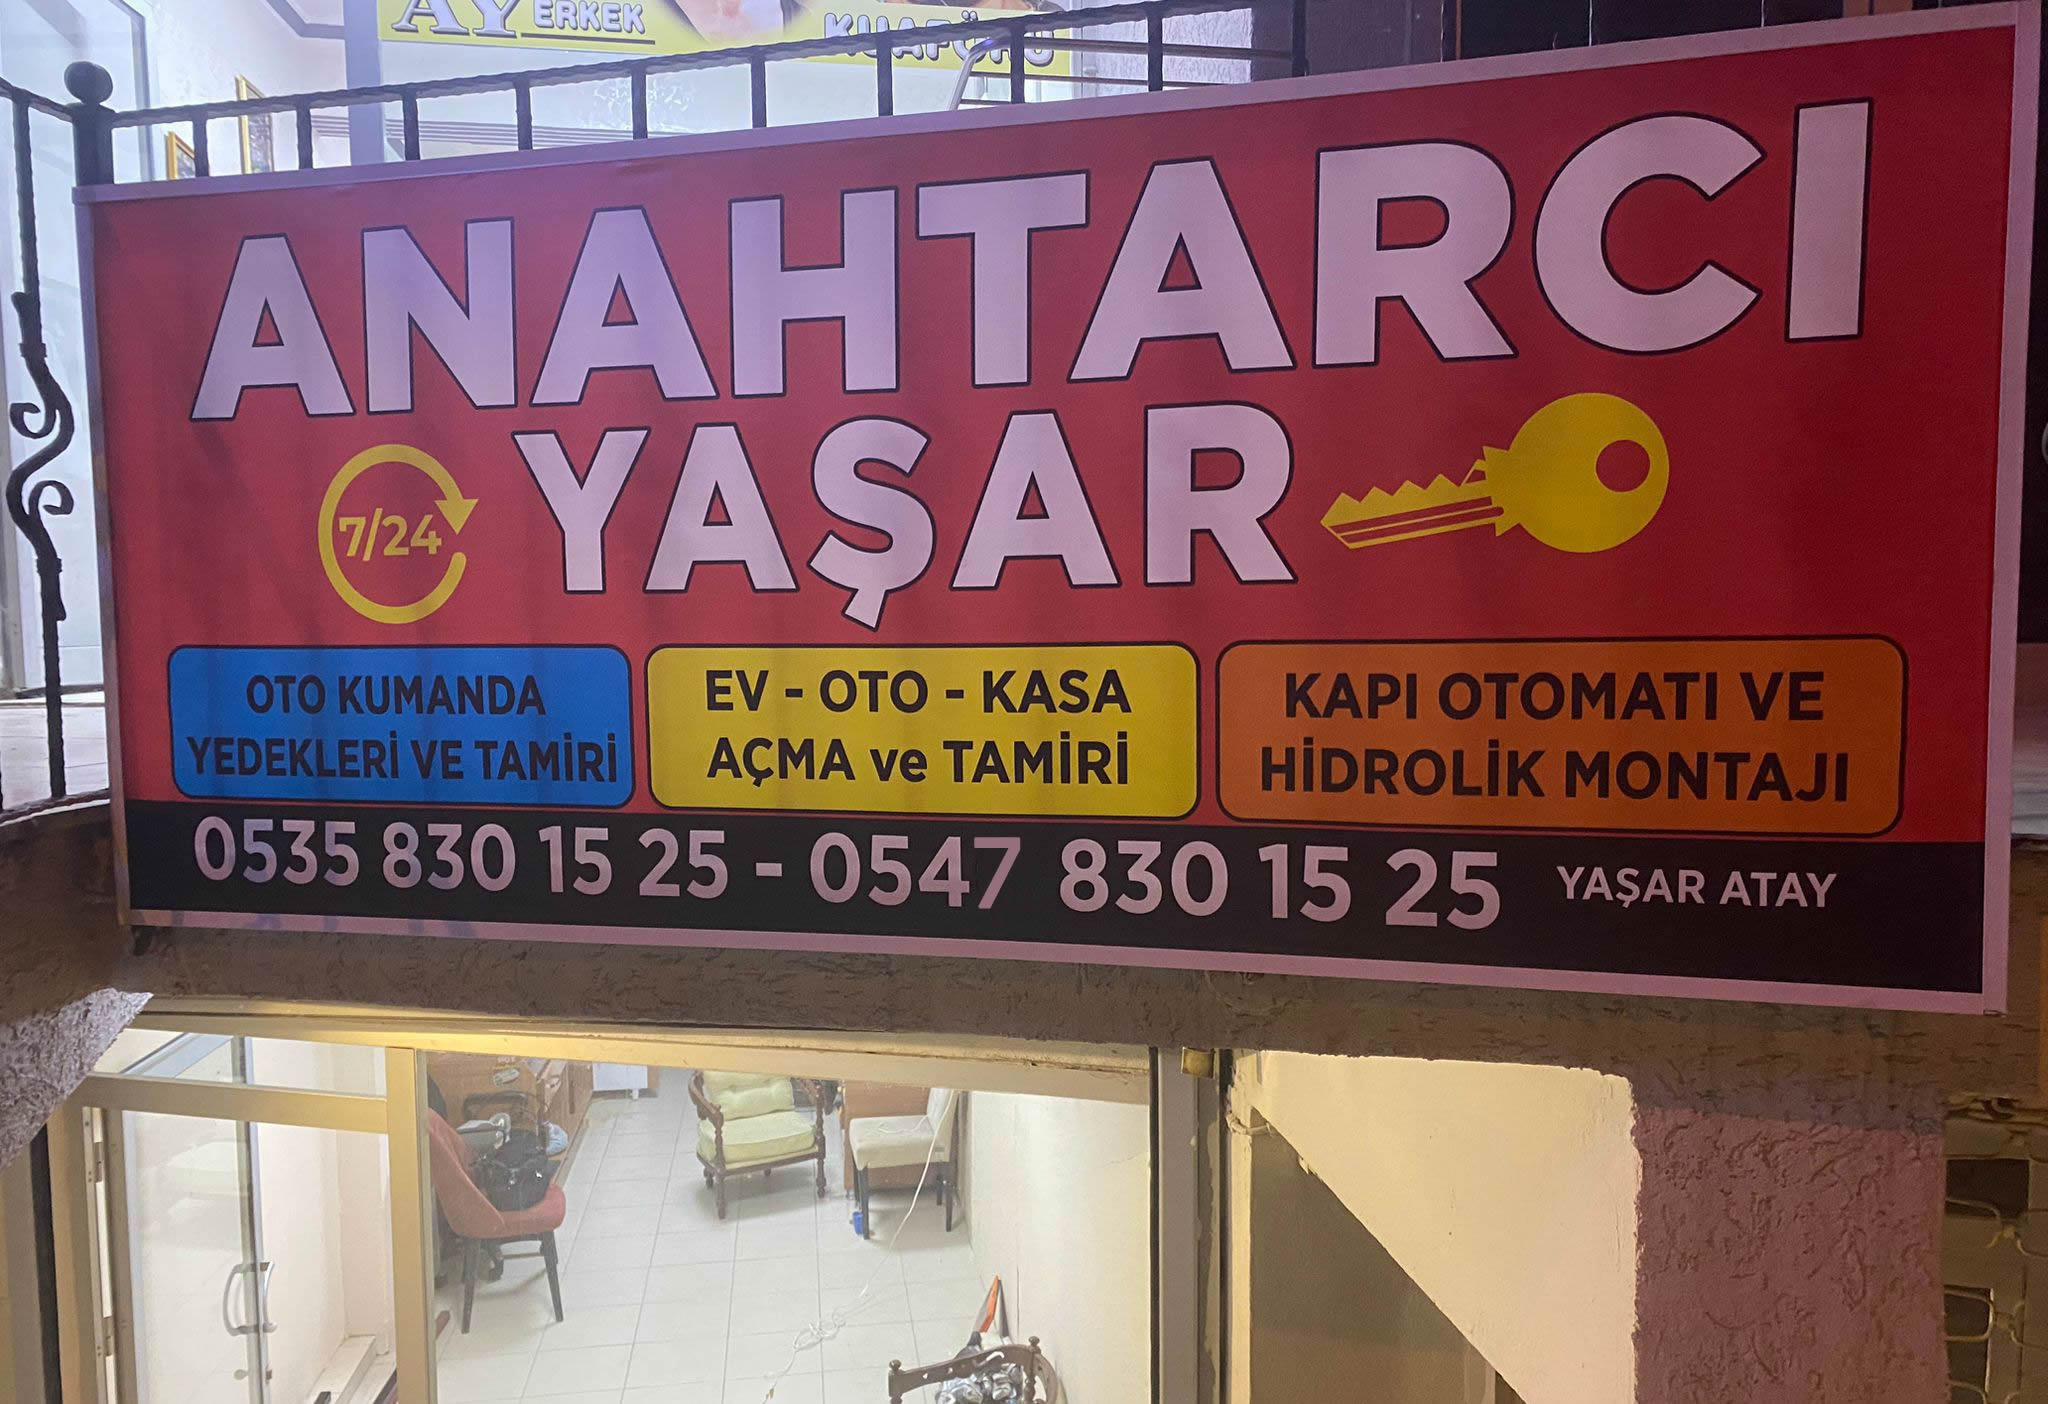 AY ERKEK KUAFÖRÜ
ANAHTARCI
YAŞAR
7/24
OTO KUMANDA
YEDEKLERİ VE TAMİRİ
EV - OTO - KASA
AÇMA ve TAMİRİ
KAPI OTOMATI VE
HİDROLİK MONTAJI
0535 830 15 25 - 0547 830 15 25 YAŞAR ATAY